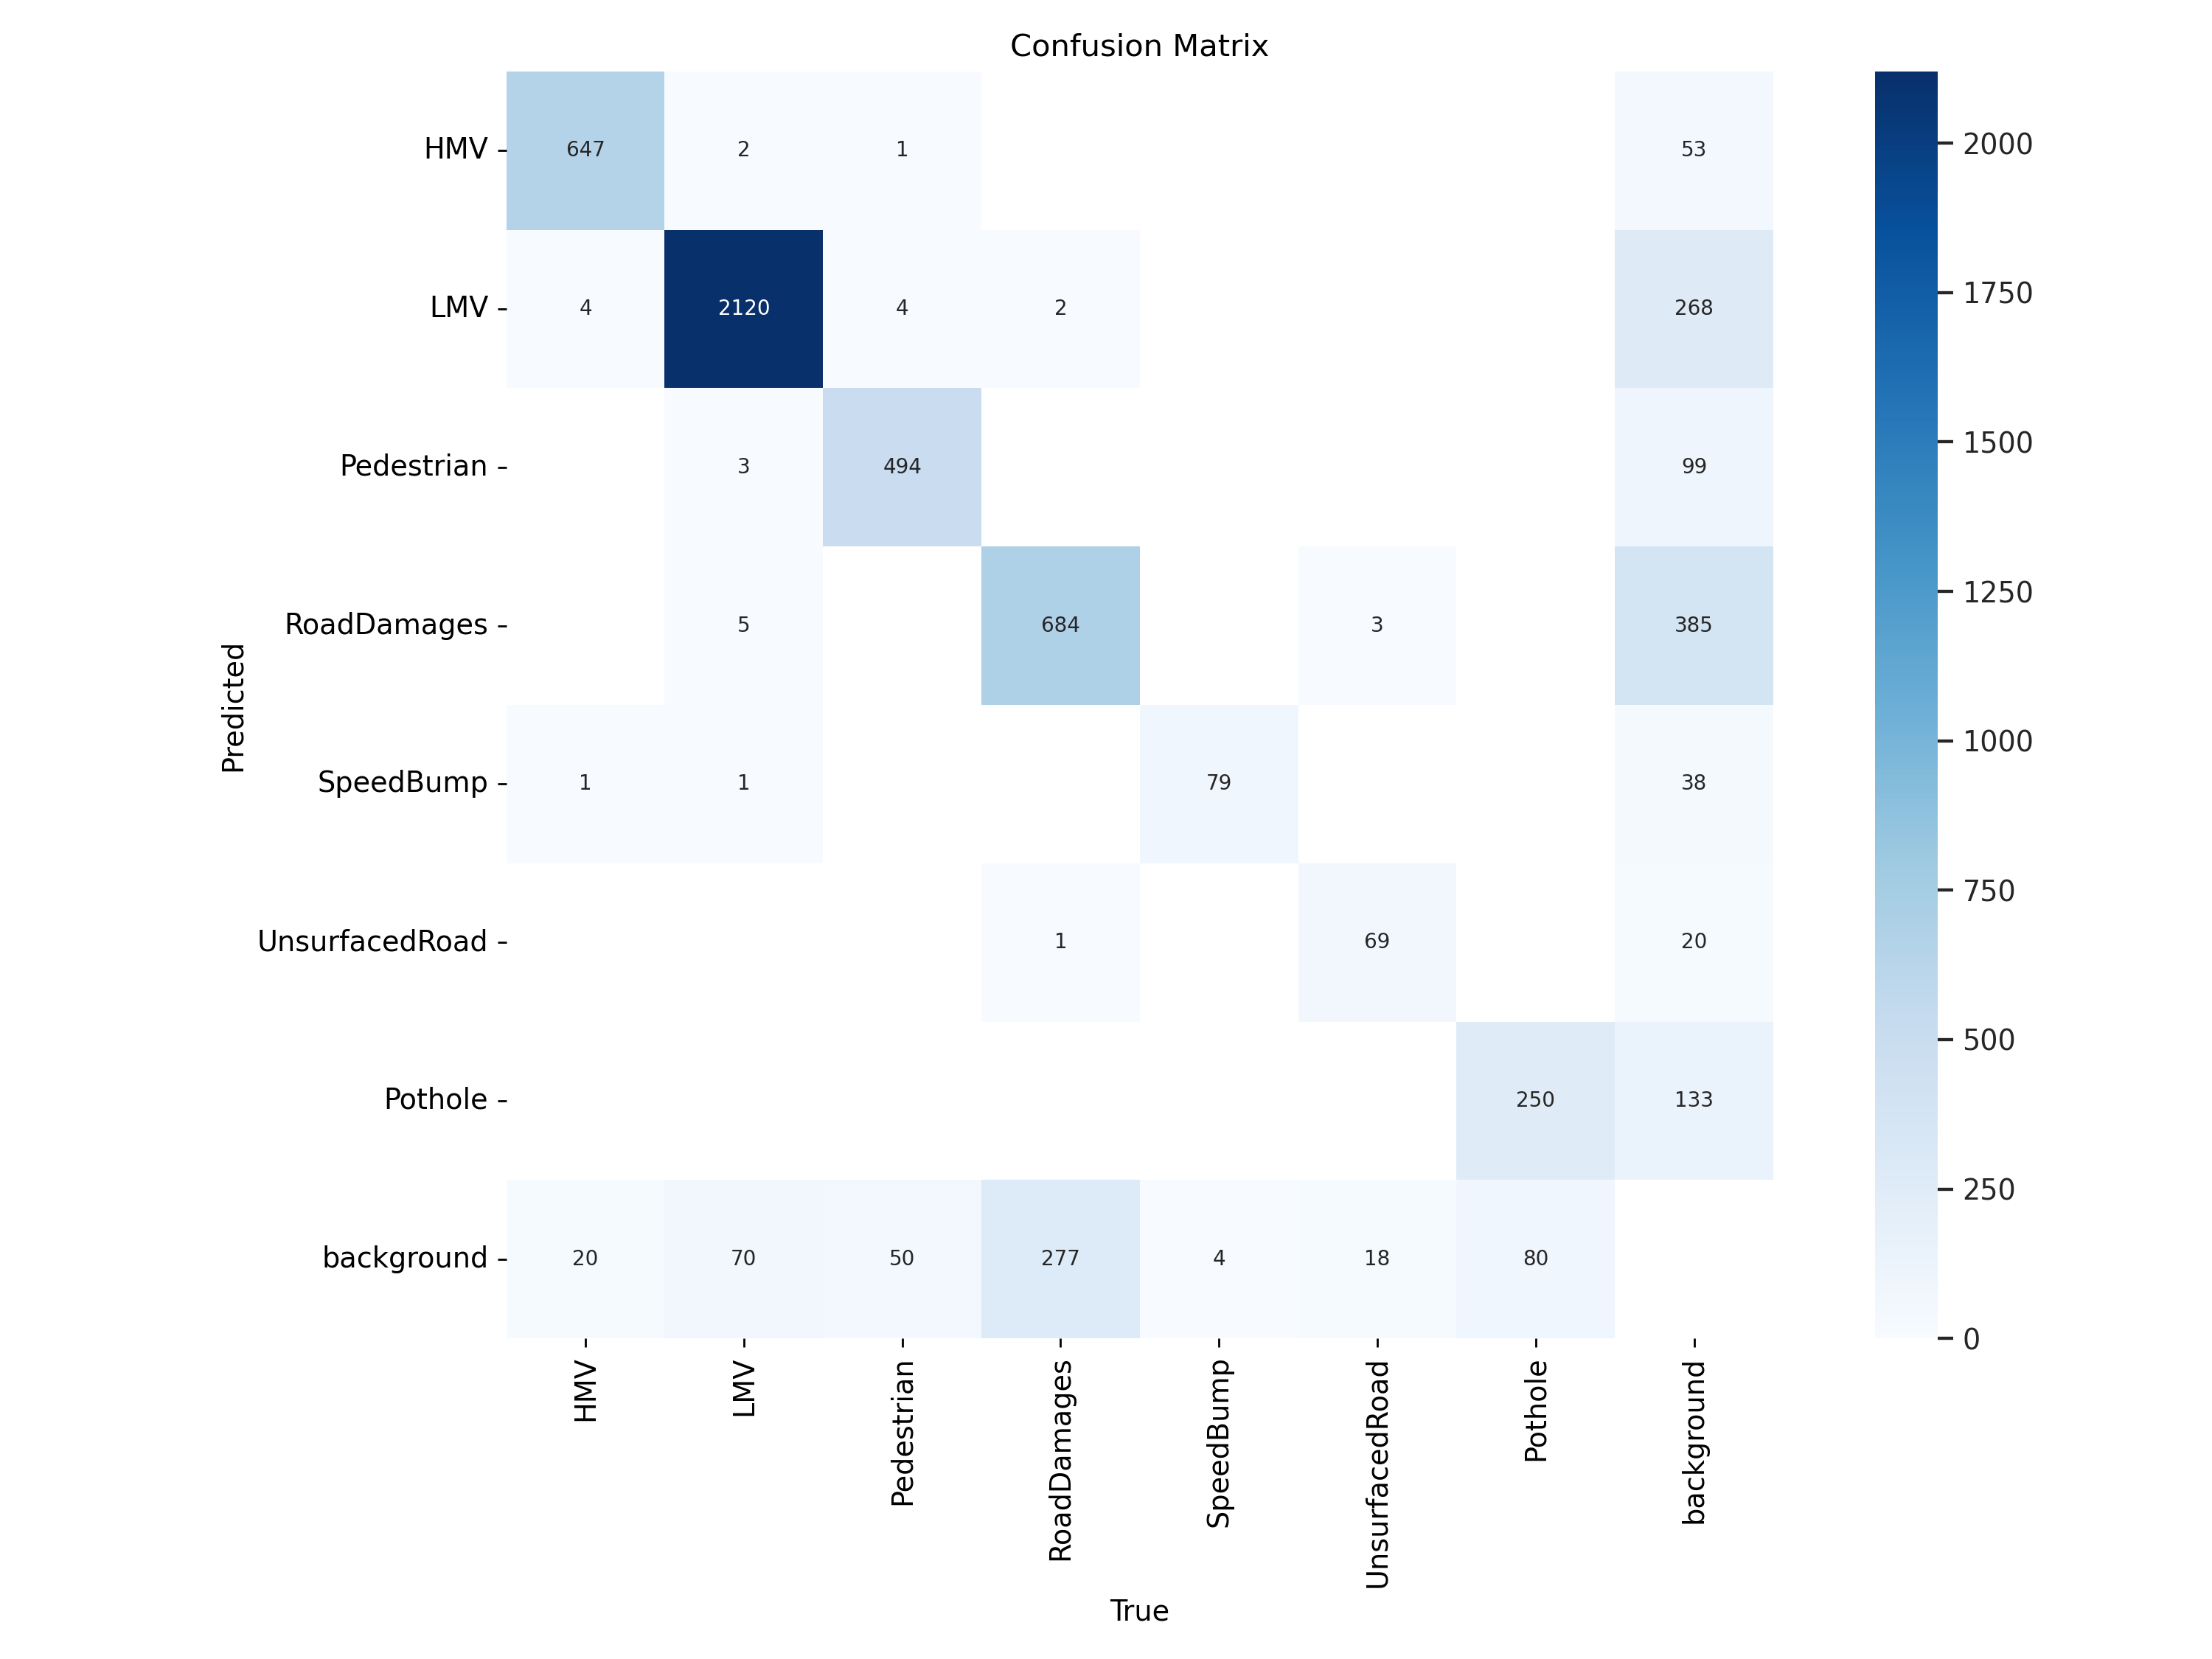 Confusion Matrix
HMV 647 2 1 53 2000
LMV 4 2120 4 2 268 1750
Pedestrian 3 494 99 1500
RoadDamages 5 684 3 385 1250
Predicted
SpeedBump 1 1 79 38 1000
UnsurfacedRoad 1 69 20 750
Pothole 250 133 500
background 20 70 50 277 4 18 80 250
0
HMV LMV Pedestrian RoadDamages SpeedBump UnsurfacedRoad Pothole background
True